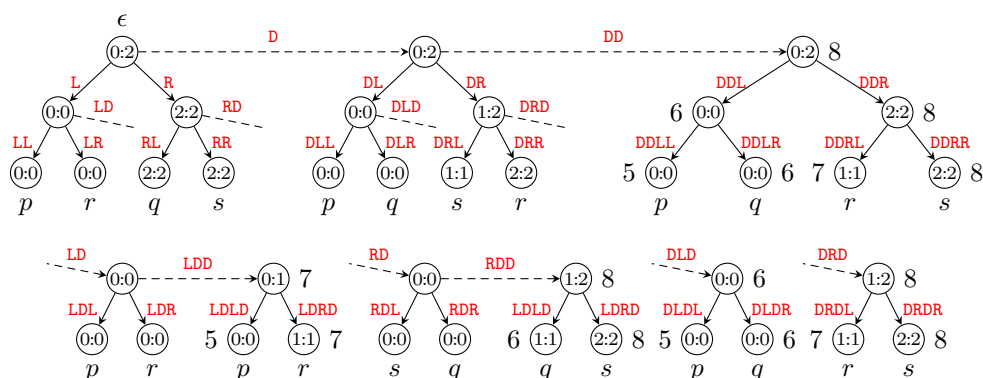 ϵ
D DD
0:2 0:2 0:2 8
L R DL DR DDL DDR
0:0 LD 2:2 RD 0:0 DLD 1:2 DRD 6 0:0 2:2 8
LL LR RL RR DLL DLR DRL DRR DDLL DDLR DDRL DDRR
0:0 0:0 2:2 2:2 0:0 0:0 1:1 2:2 5 0:0 0:0 6 7 1:1 2:2 8
p r q s p q s r p q r s
LD LDD RD RDD DLD DRD
0:0 0:1 7 0:0 1:2 8 0:0 6 1:2 8
LDL LDR LDLD LDRD RDL RDR LDLD LDRD DLDL DLDR DRDL DRDR
0:0 0:0 5 0:0 1:1 7 0:0 0:0 6 1:1 2:2 8 5 0:0 0:0 6 7 1:1 2:2 8
p r p r s q q s p q r s